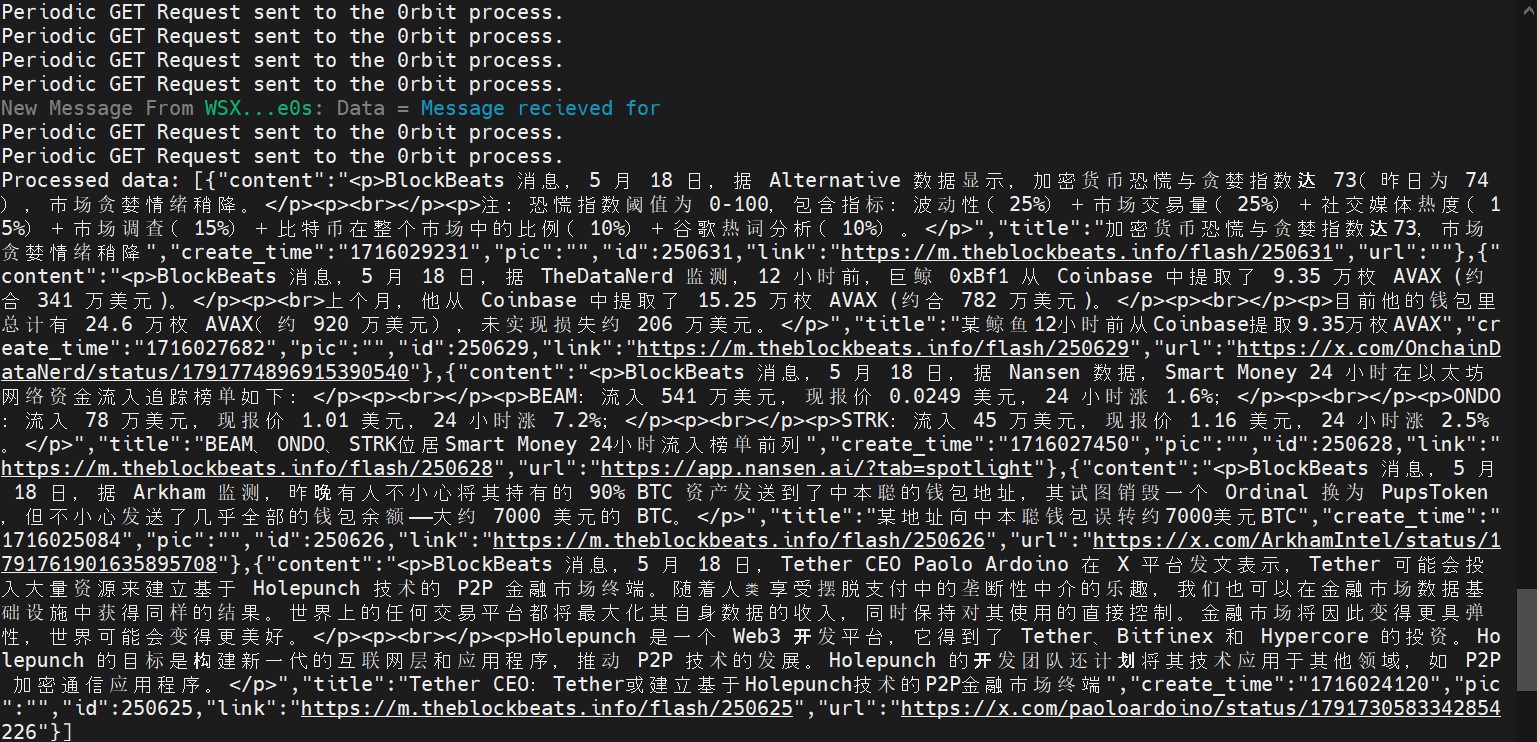 Periodic GET Request sent to the 0rbit process.
Periodic GET Request sent to the 0rbit process.
Periodic GET Request sent to the 0rbit process.
Periodic GET Request sent to the 0rbit process.
New Message From WSX...e0s: Data = Message recieved for
Periodic GET Request sent to the 0rbit process.
Periodic GET Request sent to the 0rbit process.
Processed data: [{"content":"<p>BlockBeats 消息，5 月 18 日，据 Alternative 数据显示，加密货币恐慌与贪婪指数达 73（昨日为 74
），市场贪婪情绪稍降。</p><p><br></p><p>注：恐慌指数阈值为 0-100，包含指标：波动性（25%）+市场交易量（25%）+社交媒体热度（1
5%）+市场调查（15%）+比特币在整个市场中的比例（10%）+谷歌热词分析（10%）。</p>","title":"加密货币恐慌与贪婪指数达73，市场
贪婪情绪稍降","create_time":"1716029231","pic":"","id":250631,"link":"https://m.theblockbeats.info/flash/250631","url":""},{"
content":"<p>BlockBeats 消息，5 月 18 日，据 TheDataNerd 监测，12 小时前，巨鲸 0xBf1 从 Coinbase 中提取了 9.35 万枚 AVAX (约
合 341 万美元)。</p><p><br>上个月，他从 Coinbase 中提取了 15.25 万枚 AVAX (约合 782 万美元)。</p><p><br></p><p>目前他的钱包里
总计有 24.6 万枚 AVAX（约 920 万美元），未实现损失约 206 万美元。</p>","title":"某鲸鱼12小时前从Coinbase提取9.35万枚AVAX","cr
eate_time":"1716027682","pic":"","id":250629,"link":"https://m.theblockbeats.info/flash/250629","url":"https://x.com/OnchainD
ataNerd/status/1791774896915390540"},{"content":"<p>BlockBeats 消息，5 月 18 日，据 Nansen 数据，Smart Money 24 小时在以太坊
网络资金流入追踪榜单如下：</p><p><br></p><p>BEAM：流入 541 万美元，现报价 0.0249 美元，24 小时涨 1.6%；</p><p><br></p><p>ONDO
：流入 78 万美元，现报价 1.01 美元，24 小时涨 7.2%；</p><p><br></p><p>STRK：流入 45 万美元，现报价 1.16 美元，24 小时涨 2.5%
。</p>","title":"BEAM、ONDO、STRK位居Smart Money 24小时流入榜单前列","create_time":"1716027450","pic":"","id":250628,"link":"
https://m.theblockbeats.info/flash/250628","url":"https://app.nansen.ai/?tab=spotlight"},{"content":"<p>BlockBeats 消息，5 月
18 日，据 Arkham 监测，昨晚有人不小心将其持有的 90% BTC 资产发送到了中本聪的钱包地址，其试图销毁一个 Ordinal 换为 PupsToken
，但不小心发送了几乎全部的钱包余额——大约 7000 美元的 BTC。</p>","title":"某地址向中本聪钱包误转约7000美元BTC","create_time":"
1716025084","pic":"","id":250626,"link":"https://m.theblockbeats.info/flash/250626","url":"https://x.com/ArkhamIntel/status/1
791761901635895708"},{"content":"<p>BlockBeats 消息，5 月 18 日，Tether CEO Paolo Ardoino 在 X 平台发文表示，Tether 可能会投
入大量资源来建立基于 Holepunch 技术的 P2P 金融市场终端。随着人类享受摆脱支付中的垄断性中介的乐趣，我们也可以在金融市场数据基
础设施中获得同样的结果。世界上的任何交易平台都将最大化其自身数据的收入，同时保持对其使用的直接控制。金融市场将因此变得更具弹
性，世界可能会变得更美好。</p><p><br></p><p>Holepunch 是一个 Web3 开发平台，它得到了 Tether、Bitfinex 和 Hypercore 的投资。Ho
lepunch 的目标是构建新一代的互联网层和应用程序，推动 P2P 技术的发展。Holepunch 的开发团队还计划将其技术应用于其他领域，如 P2P
加密通信应用程序。</p>","title":"Tether CEO：Tether或建立基于Holepunch技术的P2P金融市场终端","create_time":"1716024120","pic
":"","id":250625,"link":"https://m.theblockbeats.info/flash/250625","url":"https://x.com/paoloardoino/status/1791730583342854
226"}]